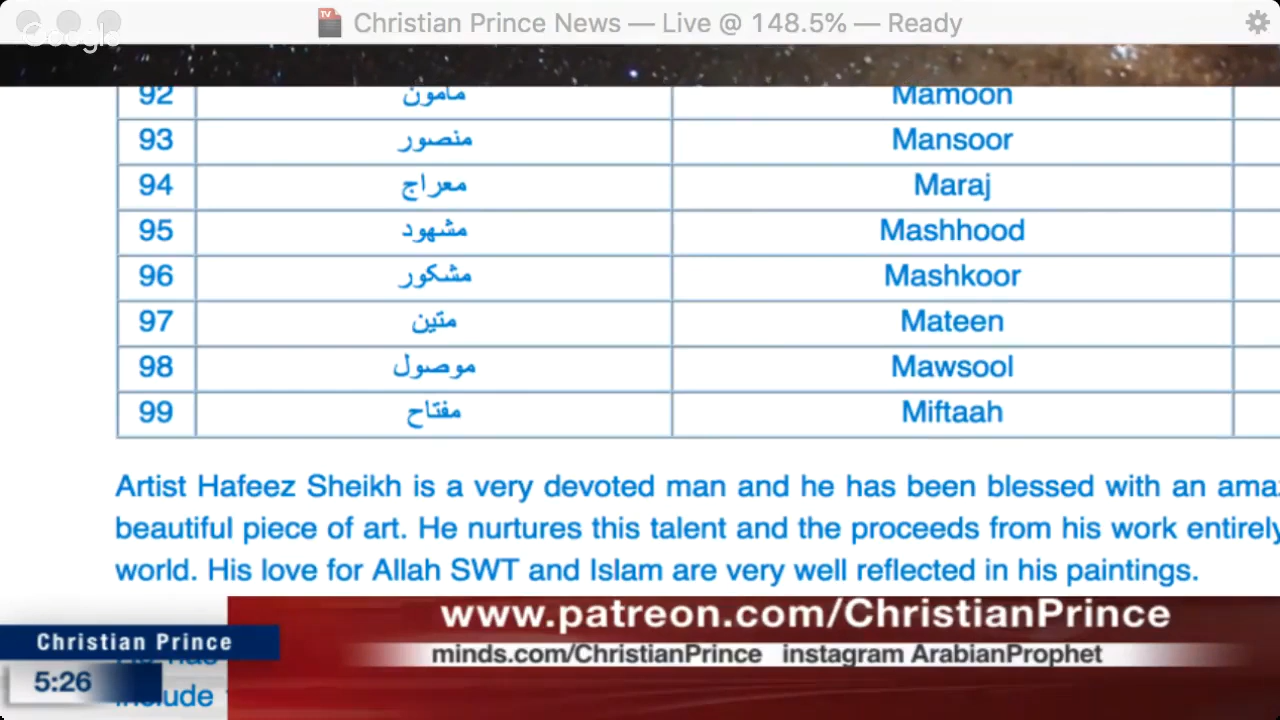 Christian Prince News — Live @ 148.5% — Ready
Google
92 مامون Mamoon
93 منصور Mansoor
94 معراج Maraj
95 مشهود Mashhood
96 مشکور Mashkoor
97 متین Mateen
98 موصول Mawsool
99 مفتاح Miftaah
Artist Hafeez Sheikh is a very devoted man and he has been blessed with an
beautiful piece of art. He nurtures this talent and the proceeds from his work entirely
world. His love for Allah SWT and Islam are very well reflected in his paintings.
www.patreon.com/ChristianPrince
Christian Prince
minds.com/ChristianPrince instagram ArabianProphet
5:26